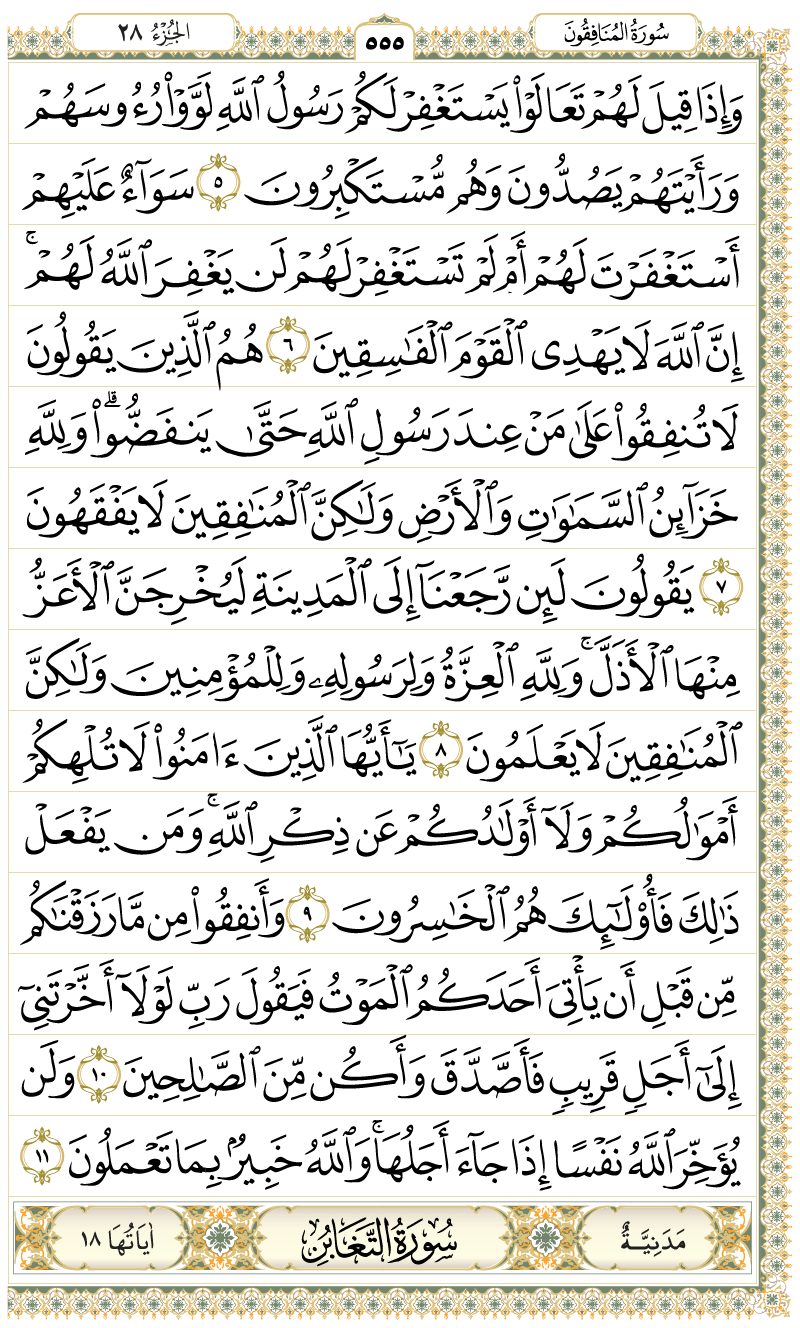 سُورَةُ المُنَافِقُونَ
٥٥٥
الجُزْءُ ٢٨
وَإِذَا قِيلَ لَهُمۡ تَعَالَوۡاْ يَسۡتَغۡفِرۡ لَكُمۡ رَسُولُ ٱللَّهِ لَوَّوۡاْ رُءُوسَهُمۡ
وَرَأَيۡتَهُمۡ يَصُدُّونَ وَهُم مُّسۡتَكۡبِرُونَ ٥ سَوَآءٌ عَلَيۡهِمۡ
أَسۡتَغۡفَرۡتَ لَهُمۡ أَمۡ لَمۡ تَسۡتَغۡفِرۡ لَهُمۡ لَن يَغۡفِرَ ٱللَّهُ لَهُمۡۚ
إِنَّ ٱللَّهَ لَا يَهۡدِى ٱلۡقَوۡمَ ٱلۡفَٰسِقِينَ ٦ هُمُ ٱلَّذِينَ يَقُولُونَ
لَا تُنفِقُواْ عَلَىٰ مَنۡ عِندَ رَسُولِ ٱللَّهِ حَتَّىٰ يَنفَضُّواْۗ وَلِلَّهِ
خَزَآئِنُ ٱلسَّمَٰوَٰتِ وَٱلۡأَرۡضِ وَلَٰكِنَّ ٱلۡمُنَٰفِقِينَ لَا يَفۡقَهُونَ
٧ يَقُولُونَ لَئِن رَّجَعۡنَآ إِلَى ٱلۡمَدِينَةِ لَيُخۡرِجَنَّ ٱلۡأَعَزُّ
مِنۡهَا ٱلۡأَذَلَّۚ وَلِلَّهِ ٱلۡعِزَّةُ وَلِرَسُولِهِۦ وَلِلۡمُؤۡمِنِينَ وَلَٰكِنَّ
ٱلۡمُنَٰفِقِينَ لَا يَعۡلَمُونَ ٨ يَٰٓأَيُّهَا ٱلَّذِينَ ءَامَنُواْ لَا تُلۡهِكُمۡ
أَمۡوَٰلُكُمۡ وَلَآ أَوۡلَٰدُكُمۡ عَن ذِكۡرِ ٱللَّهِۚ وَمَن يَفۡعَلۡ
ذَٰلِكَ فَأُوْلَٰٓئِكَ هُمُ ٱلۡخَٰسِرُونَ ٩ وَأَنفِقُواْ مِن مَّا رَزَقۡنَٰكُم
مِّن قَبۡلِ أَن يَأۡتِىَ أَحَدَكُمُ ٱلۡمَوۡتُ فَيَقُولَ رَبِّ لَوۡلَآ أَخَّرۡتَنِىٓ
إِلَىٰٓ أَجَلٍ قَرِيبٍ فَأَصَّدَّقَ وَأَكُن مِّنَ ٱلصَّٰلِحِينَ ١٠ وَلَن
يُؤَخِّرَ ٱللَّهُ نَفۡسًا إِذَا جَآءَ أَجَلُهَاۚ وَٱللَّهُ خَبِيرُۢ بِمَا تَعۡمَلُونَ ١١
مَدَنِيَّةٌ
سُورَةُ التَّغَابُنِ
اٰيَاتُهَا ١٨